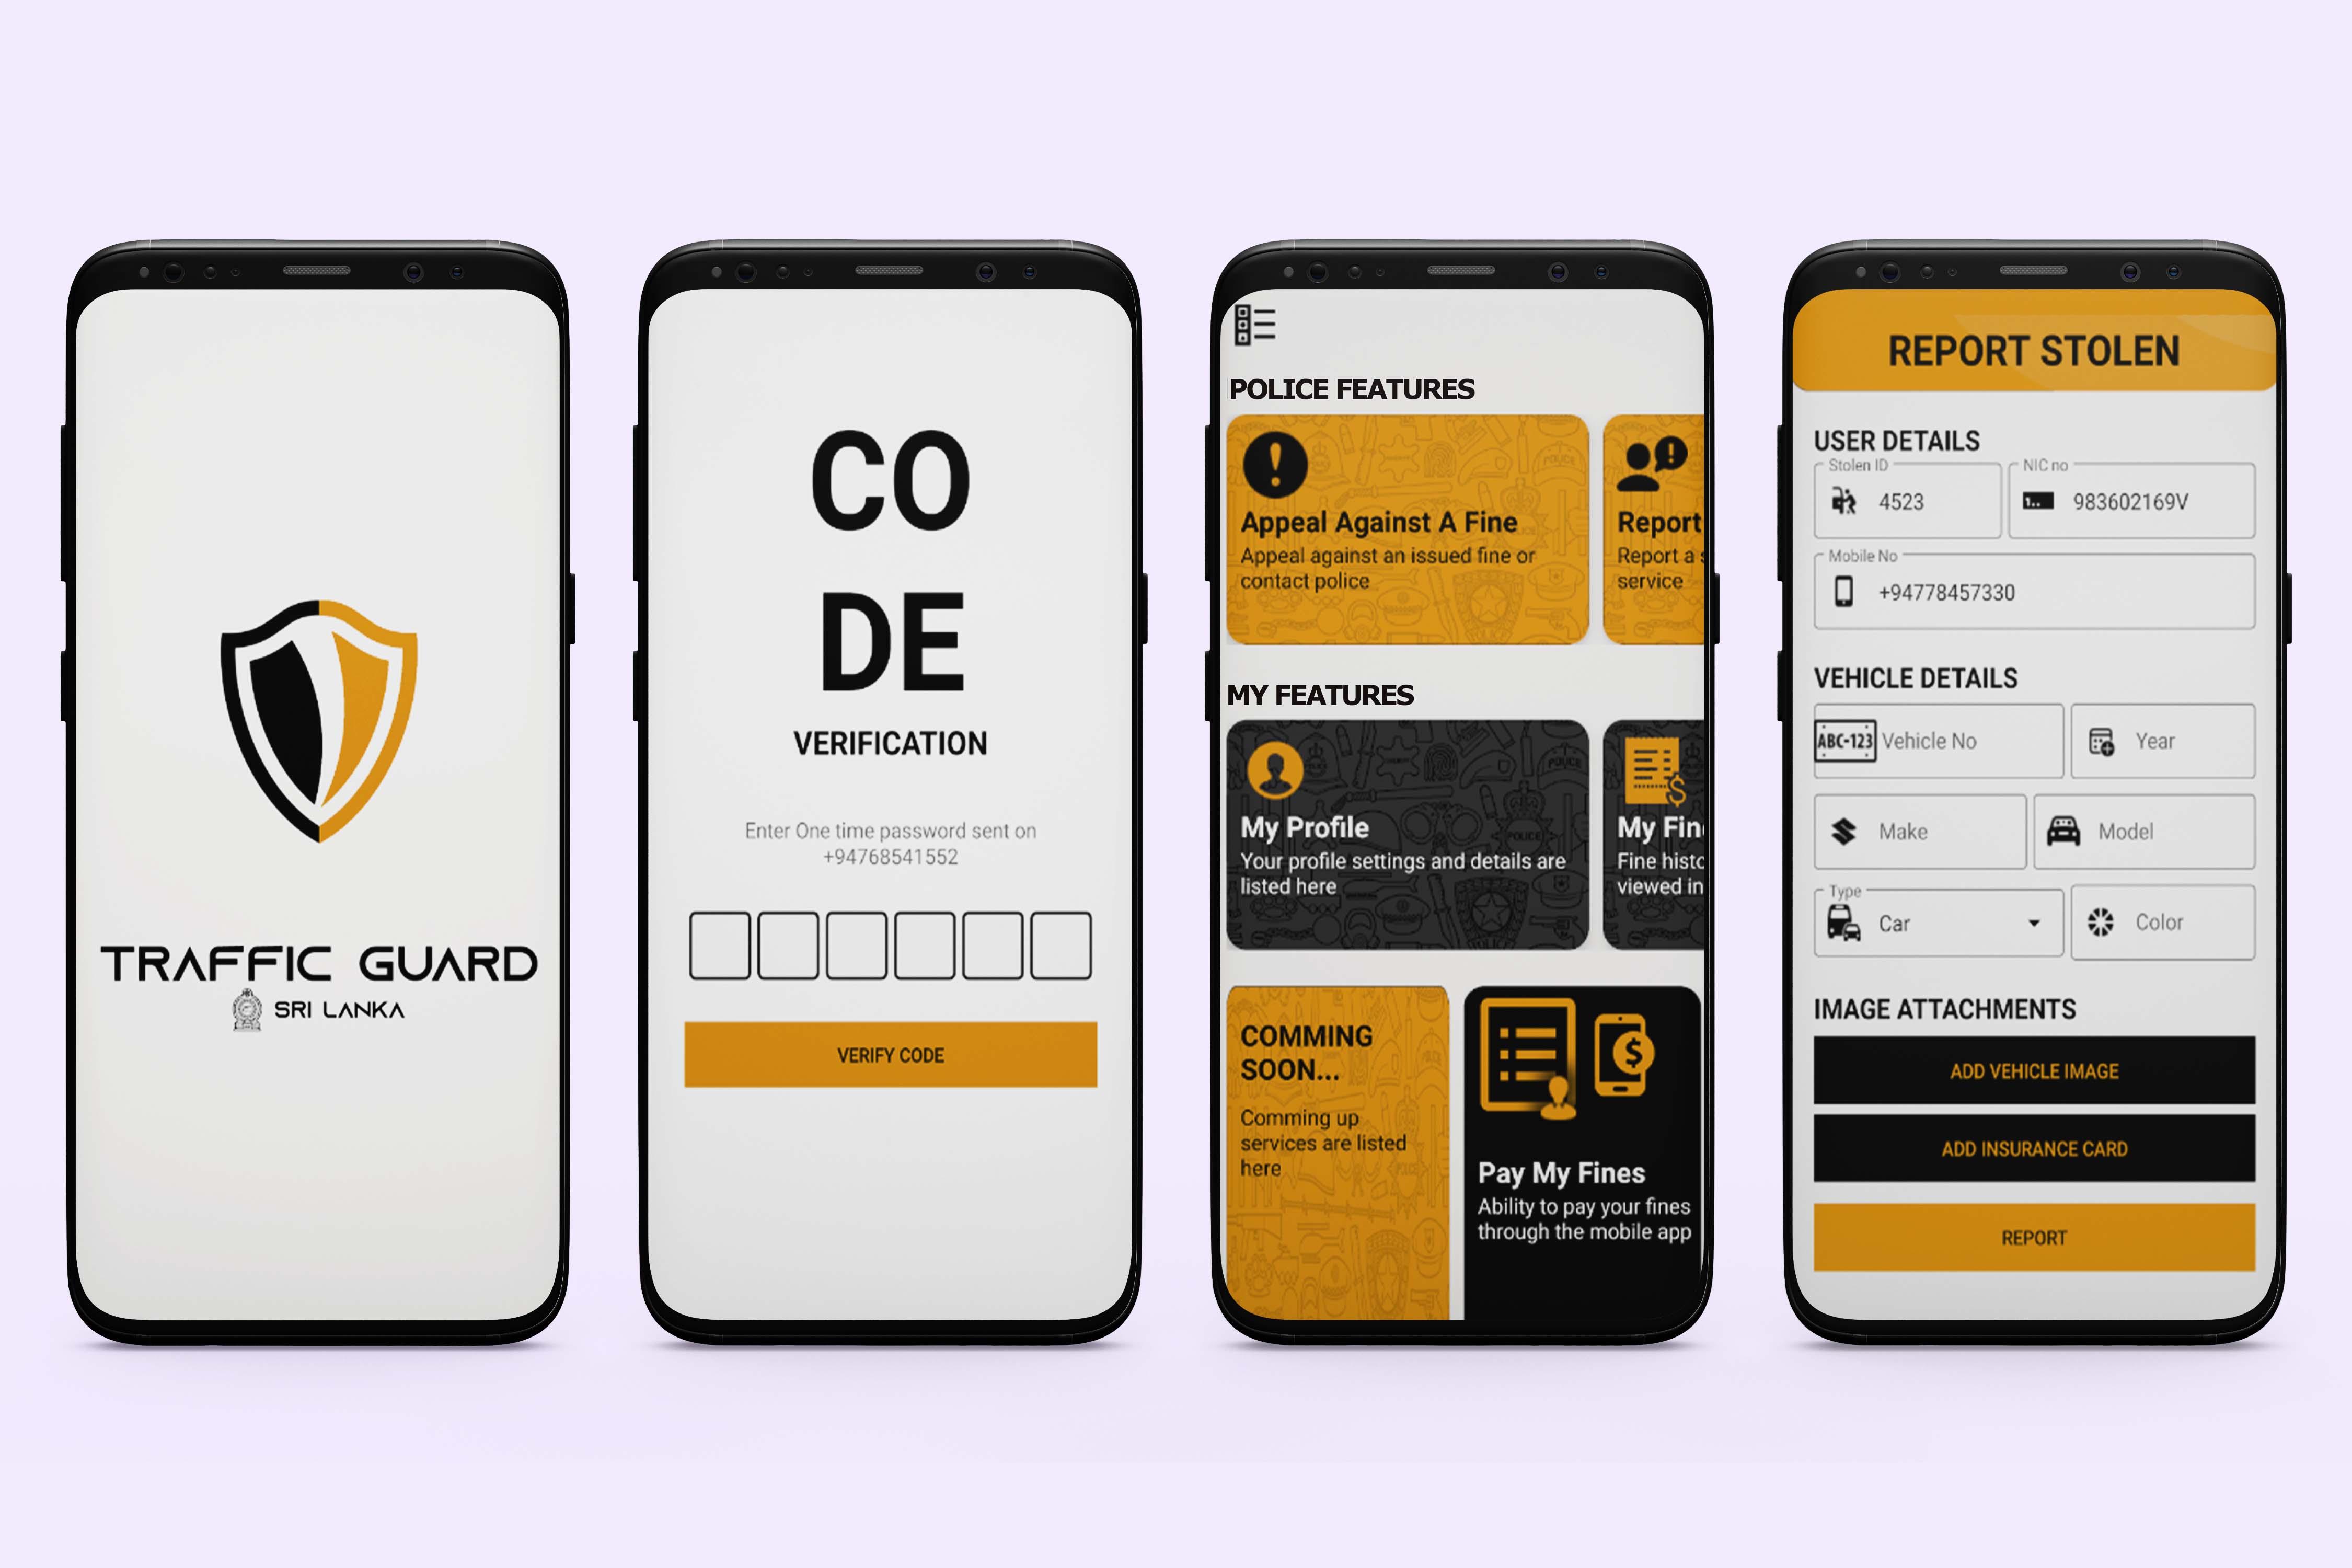 TRAFFIC GUARD
SRI LANKA
CO
DE
VERIFICATION
Enter One time password sent on
+94768541552
VERIFY CODE
POLICE FEATURES
Appeal Against A Fine
Appeal against an issued fine or
contact police
Report
Report a s
service
MY FEATURES
My Profile
Your profile settings and details are
listed here
My Fin
Fine histo
viewed in
COMMING
SOON...
Comming up
services are listed
here
Pay My Fines
Ability to pay your fines
through the mobile app
REPORT STOLEN
USER DETAILS
Stolen ID
4523
NIC no
983602169V
Mobile No
+94778457330
VEHICLE DETAILS
ABC-123 Vehicle No
Year
Make
Model
Type
Car
Color
IMAGE ATTACHMENTS
ADD VEHICLE IMAGE
ADD INSURANCE CARD
REPORT